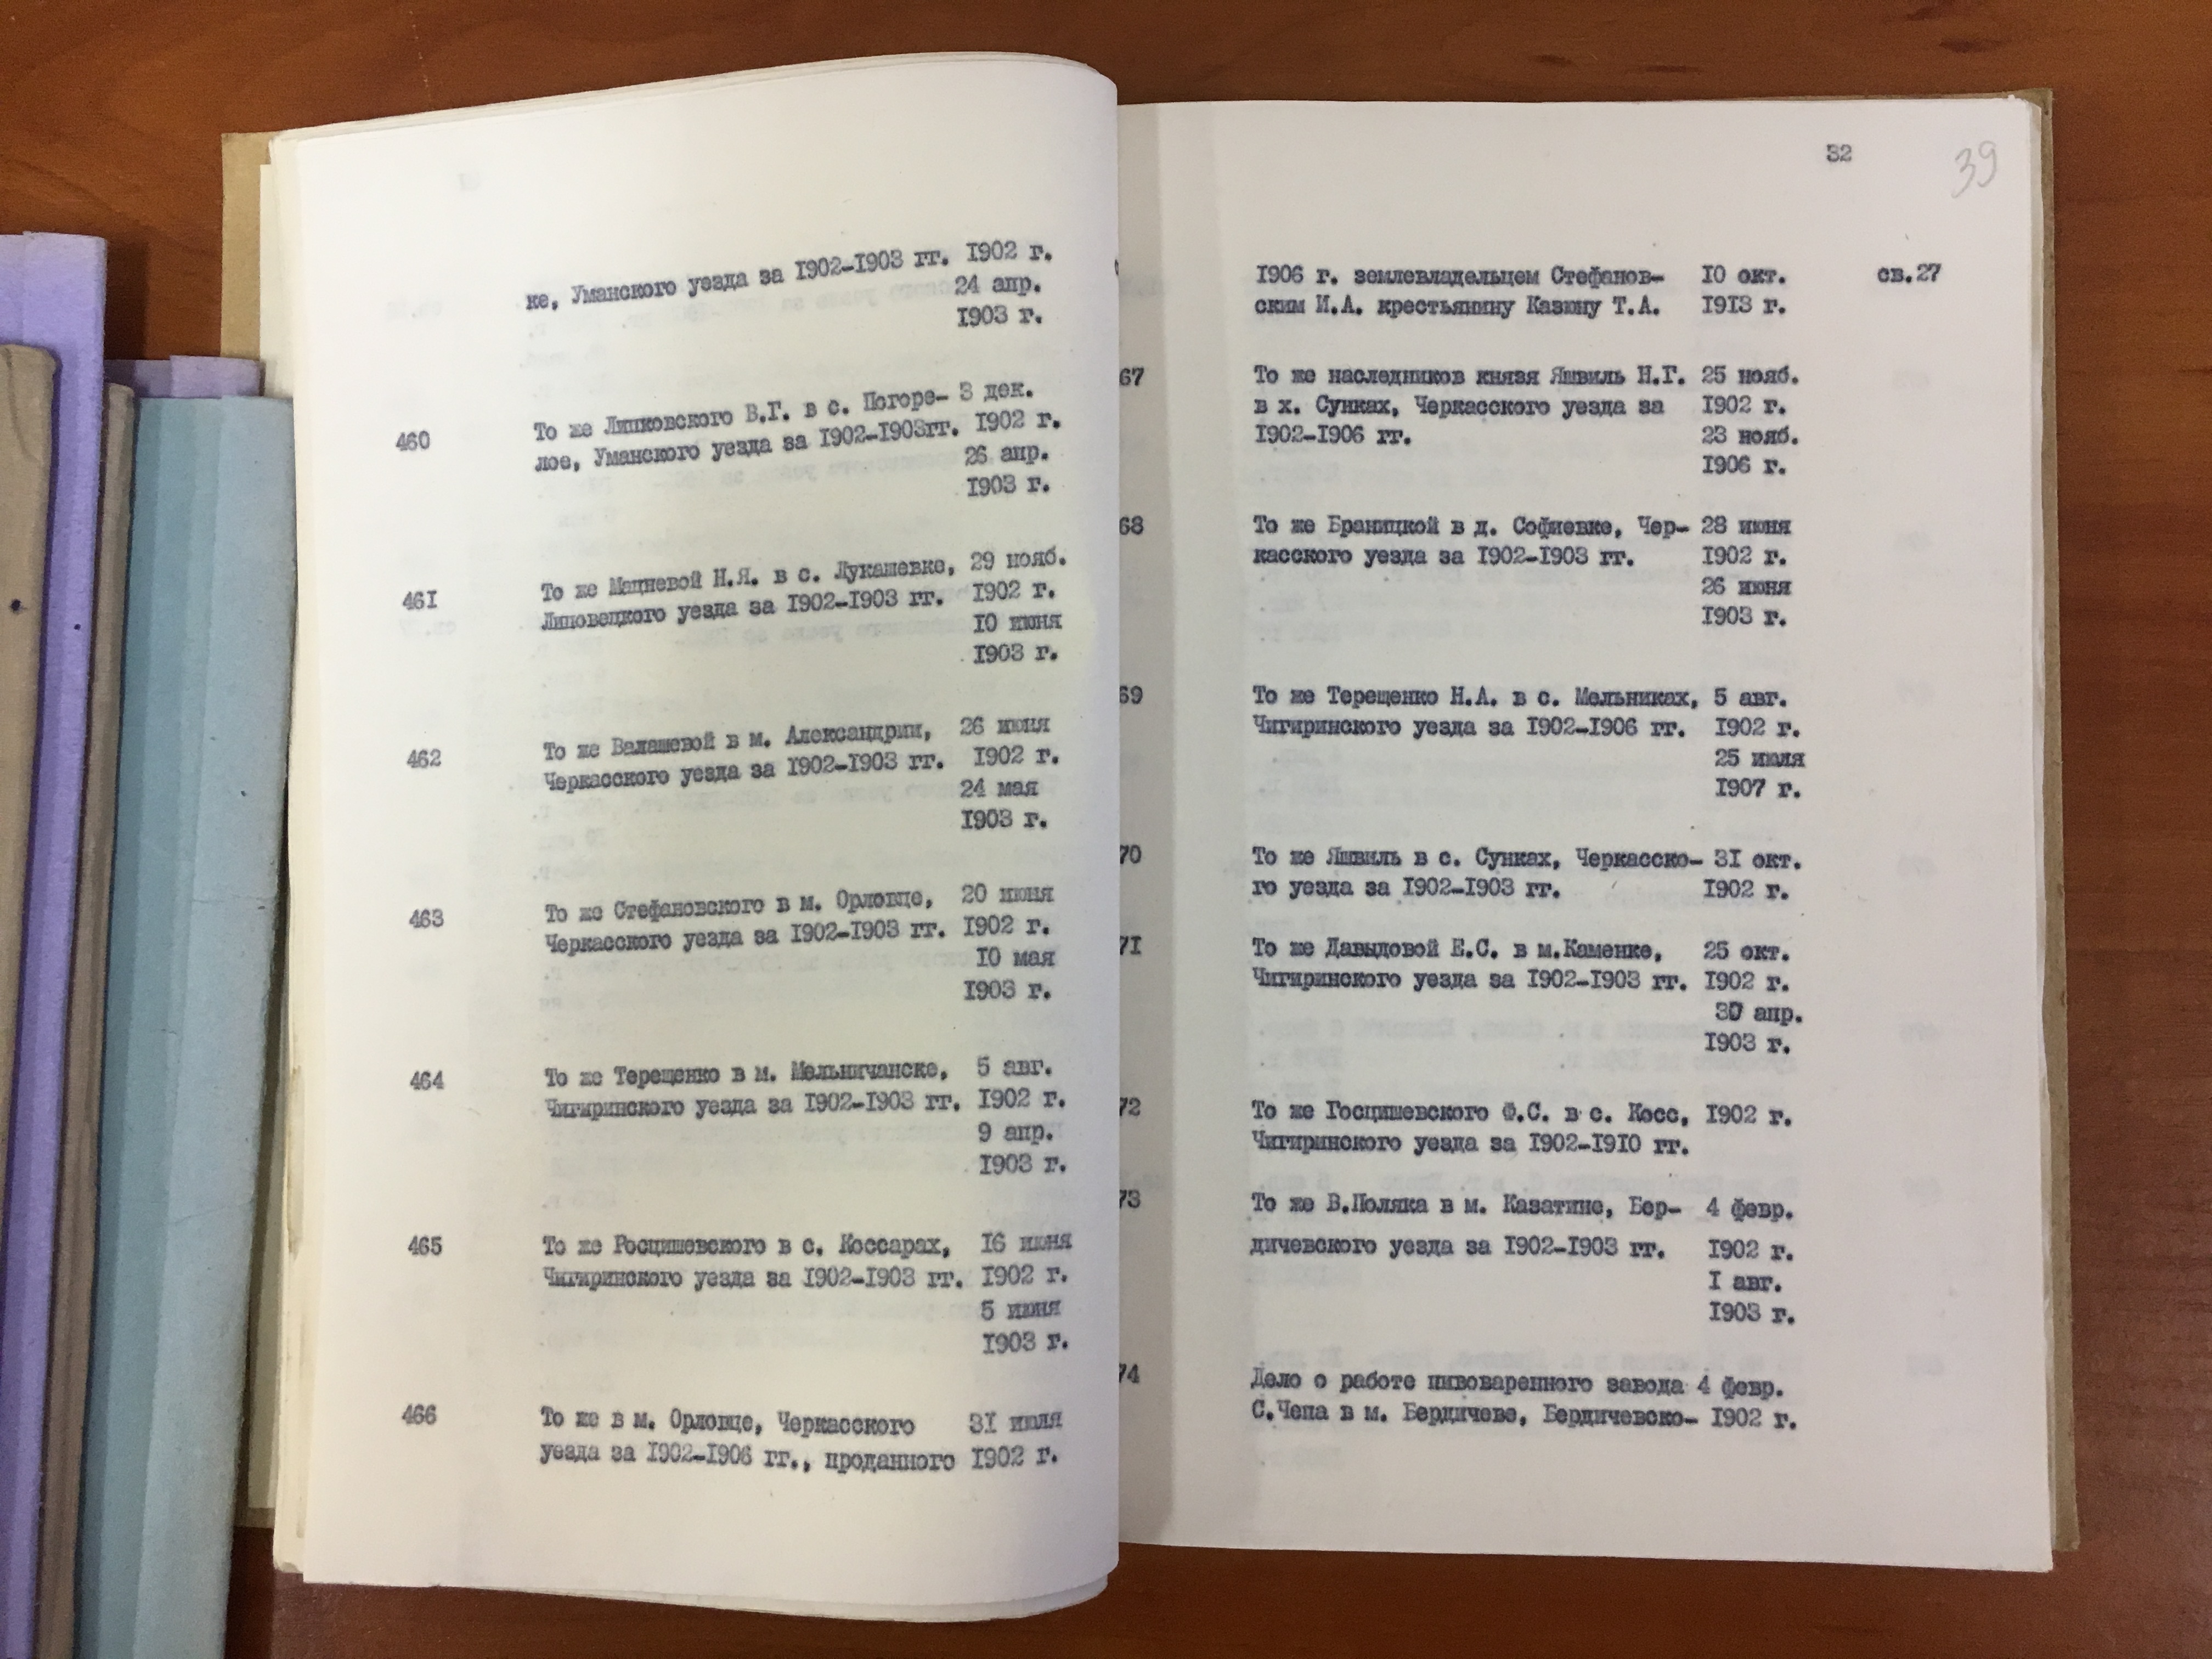 ке, Уманского уезда за 1902-1903 гг. 1902 г.
24 апр.
1903 г.
460 То же Липковского В.Г. в с. Погоре- 3 дек.
лое, Уманского уезда за 1902-1903гг. 1902 г.
26 апр.
1903 г.
461 То же Мацневой Н.Я. в с. Лукашевке, 29 нояб.
Липовецкого уезда за 1902-1903 гг. 1902 г.
10 июня
1903 г.
462 То же Валашевой в м. Александрии, 26 июня
Черкасского уезда за 1902-1903 гг. 1902 г.
24 мая
1903 г.
463 То же Стефановского в м. Орловце, 20 июня
Черкасского уезда за 1902-1903 гг. 1902 г.
10 мая
1903 г.
464 То же Терещенко в м. Мельничанске, 5 авг.
Чигиринского уезда за 1902-1903 гг. 1902 г.
9 апр.
1903 г.
465 То же Росцишевского в с. Коссарах, 16 июня
Чигиринского уезда за 1902-1903 гг. 1902 г.
5 июня
1903 г.
466 То же в м. Орловце, Черкасского 31 июля
уезда за 1902-1906 гг., проданного 1902 г.
32
39
1906 г. землевладельцем Стефанов- 10 окт. св.27
ским И.А. крестьянину Казюну Т.А. 1913 г.
67 То же наследников князя Яшвиль Н.Г. 25 нояб.
в х. Сунках, Черкасского уезда за 1902 г.
1902-1906 гг. 23 нояб.
1906 г.
68 То же Браницкой в д. Софиевке, Чер- 28 июня
касского уезда за 1902-1903 гг. 1902 г.
26 июня
1903 г.
69 То же Терещенко Н.А. в с. Мельниках, 5 авг.
Чигиринского уезда за 1902-1906 гг. 1902 г.
25 июля
1907 г.
70 То же Яшвиль в с. Сунках, Черкасско- 31 окт.
го уезда за 1902-1903 гг. 1902 г.
71 То же Давыдовой Е.С. в м.Каменке, 25 окт.
Чигиринского уезда за 1902-1903 гг. 1902 г.
30 апр.
1903 г.
72 То же Госцишевского Ф.С. в с. Косс, 1902 г.
Чигиринского уезда за 1902-1910 гг.
73 То же В.Поляка в м. Казатине, Бер- 4 февр.
дичевского уезда за 1902-1903 гг. 1902 г.
1 авг.
1903 г.
74 Дело о работе пивоваренного завода 4 февр.
С.Чепа в м. Бердичеве, Бердичевско- 1902 г.